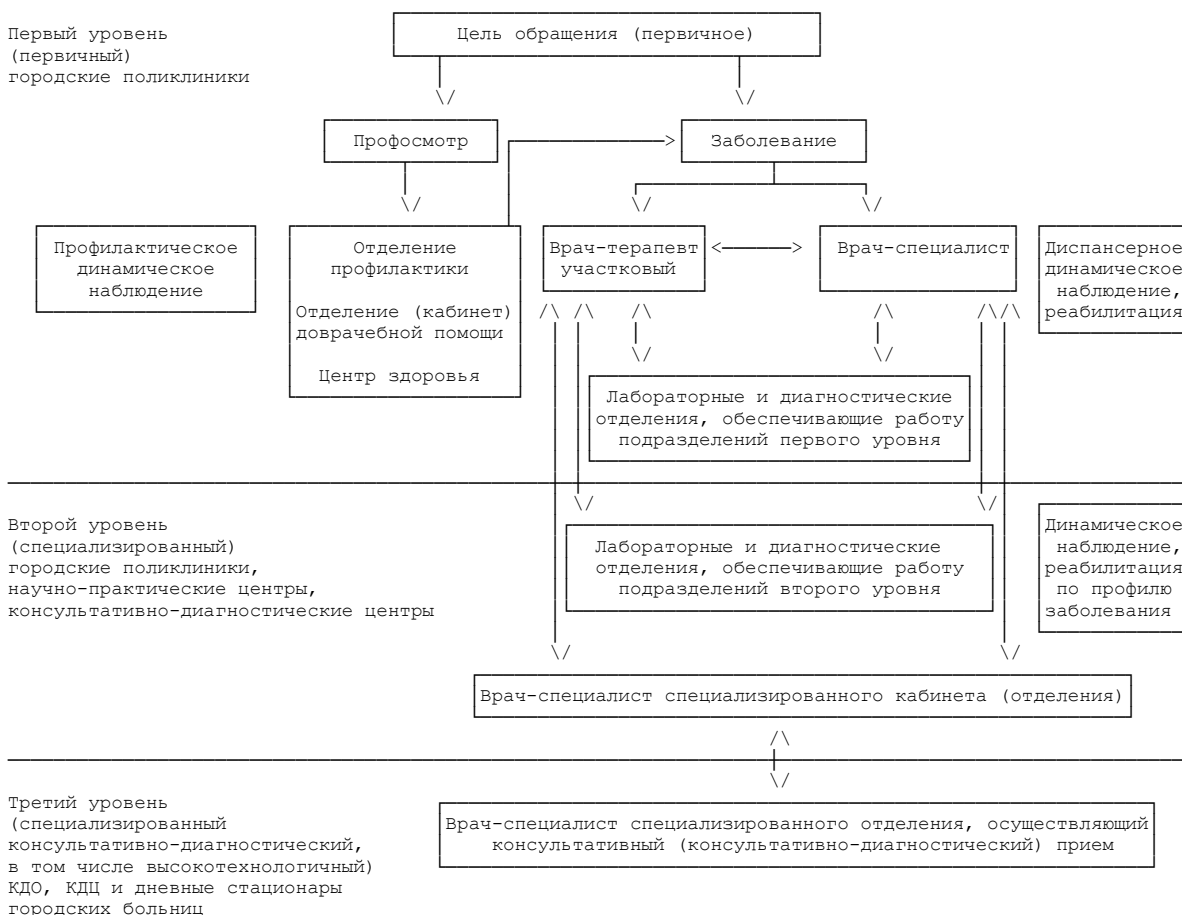 Первый уровень
(первичный)
городские поликлиники
Цель обращения (первичное)
Профосмотр
Заболевание
Профилактическое
динамическое
наблюдение
Отделение
профилактики
Отделение (кабинет)
доврачебной помощи
Центр здоровья
Врач-терапевт
участковый
Врач-специалист
Диспансерное
динамическое
наблюдение,
реабилитация
Лабораторные и диагностические
отделения, обеспечивающие работу
подразделений первого уровня
Второй уровень
(специализированный)
городские поликлиники,
научно-практические центры,
консультативно-диагностические центры
Лабораторные и диагностические
отделения, обеспечивающие работу
подразделений второго уровня
Динамическое
наблюдение,
реабилитация
по профилю
заболевания
Врач-специалист специализированного кабинета (отделения)
Третий уровень
(специализированный
консультативно-диагностический,
в том числе высокотехнологичный)
КДО, КДЦ и дневные стационары
городских больниц
Врач-специалист специализированного отделения, осуществляющий
консультативный (консультативно-диагностический) прием